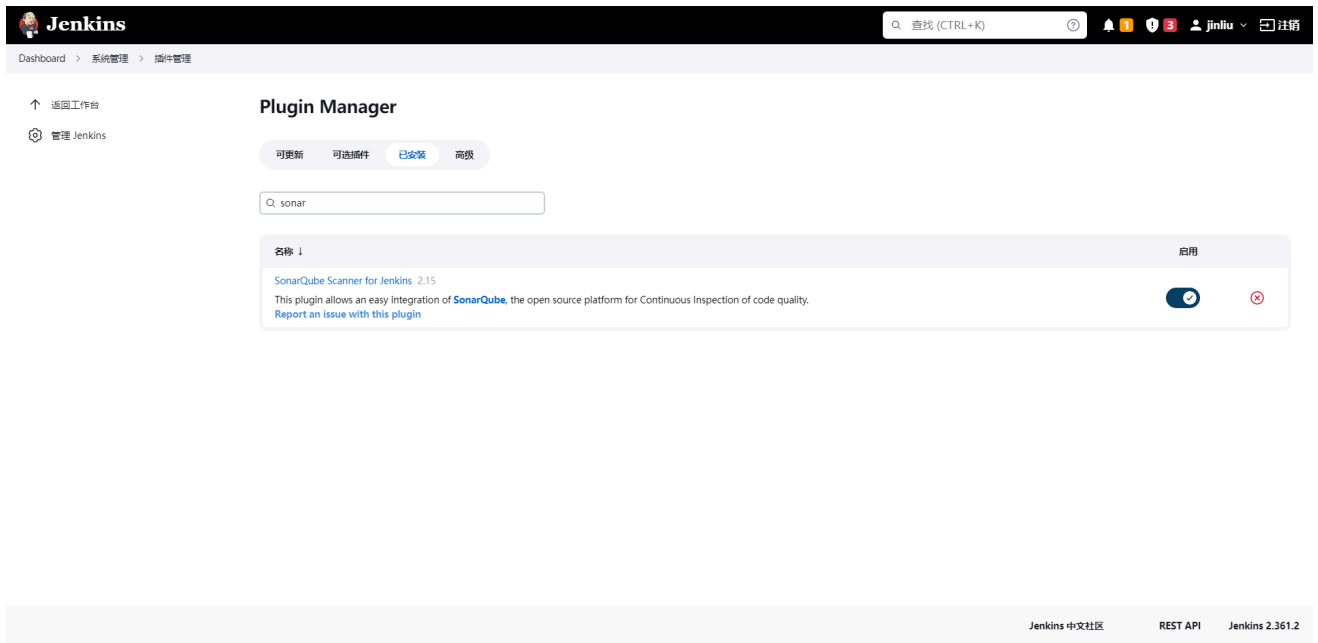 Jenkins
查找 (CTRL+K)
1
3
jinliu
注销
Dashboard > 系统管理 > 插件管理
返回工作台
管理 Jenkins
Plugin Manager
可更新 可选插件 已安装 高级
sonar
名称 ↓ 启用
SonarQube Scanner for Jenkins 2.15
This plugin allows an easy integration of SonarQube, the open source platform for Continuous Inspection of code quality.
Report an issue with this plugin
Jenkins 中文社区 REST API Jenkins 2.361.2